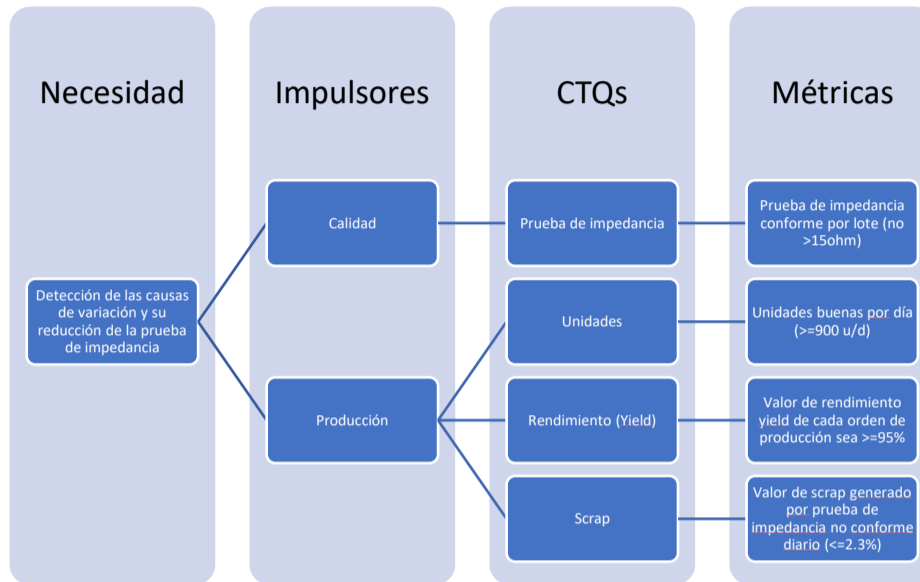 Necesidad
Impulsores
CTQs
Métricas
Detección de las causas
de variación y su
reducción de la prueba
de impedancia
Calidad
Producción
Prueba de impedancia
Unidades
Rendimiento (Yield)
Scrap
Prueba de impedancia
conforme por lote (no
>15ohm)
Unidades buenas por día
(>=900 u/d)
Valor de rendimiento
yield de cada orden de
producción sea >=95%
Valor de scrap generado
por prueba de
impedancia no conforme
diario (<=2.3%)